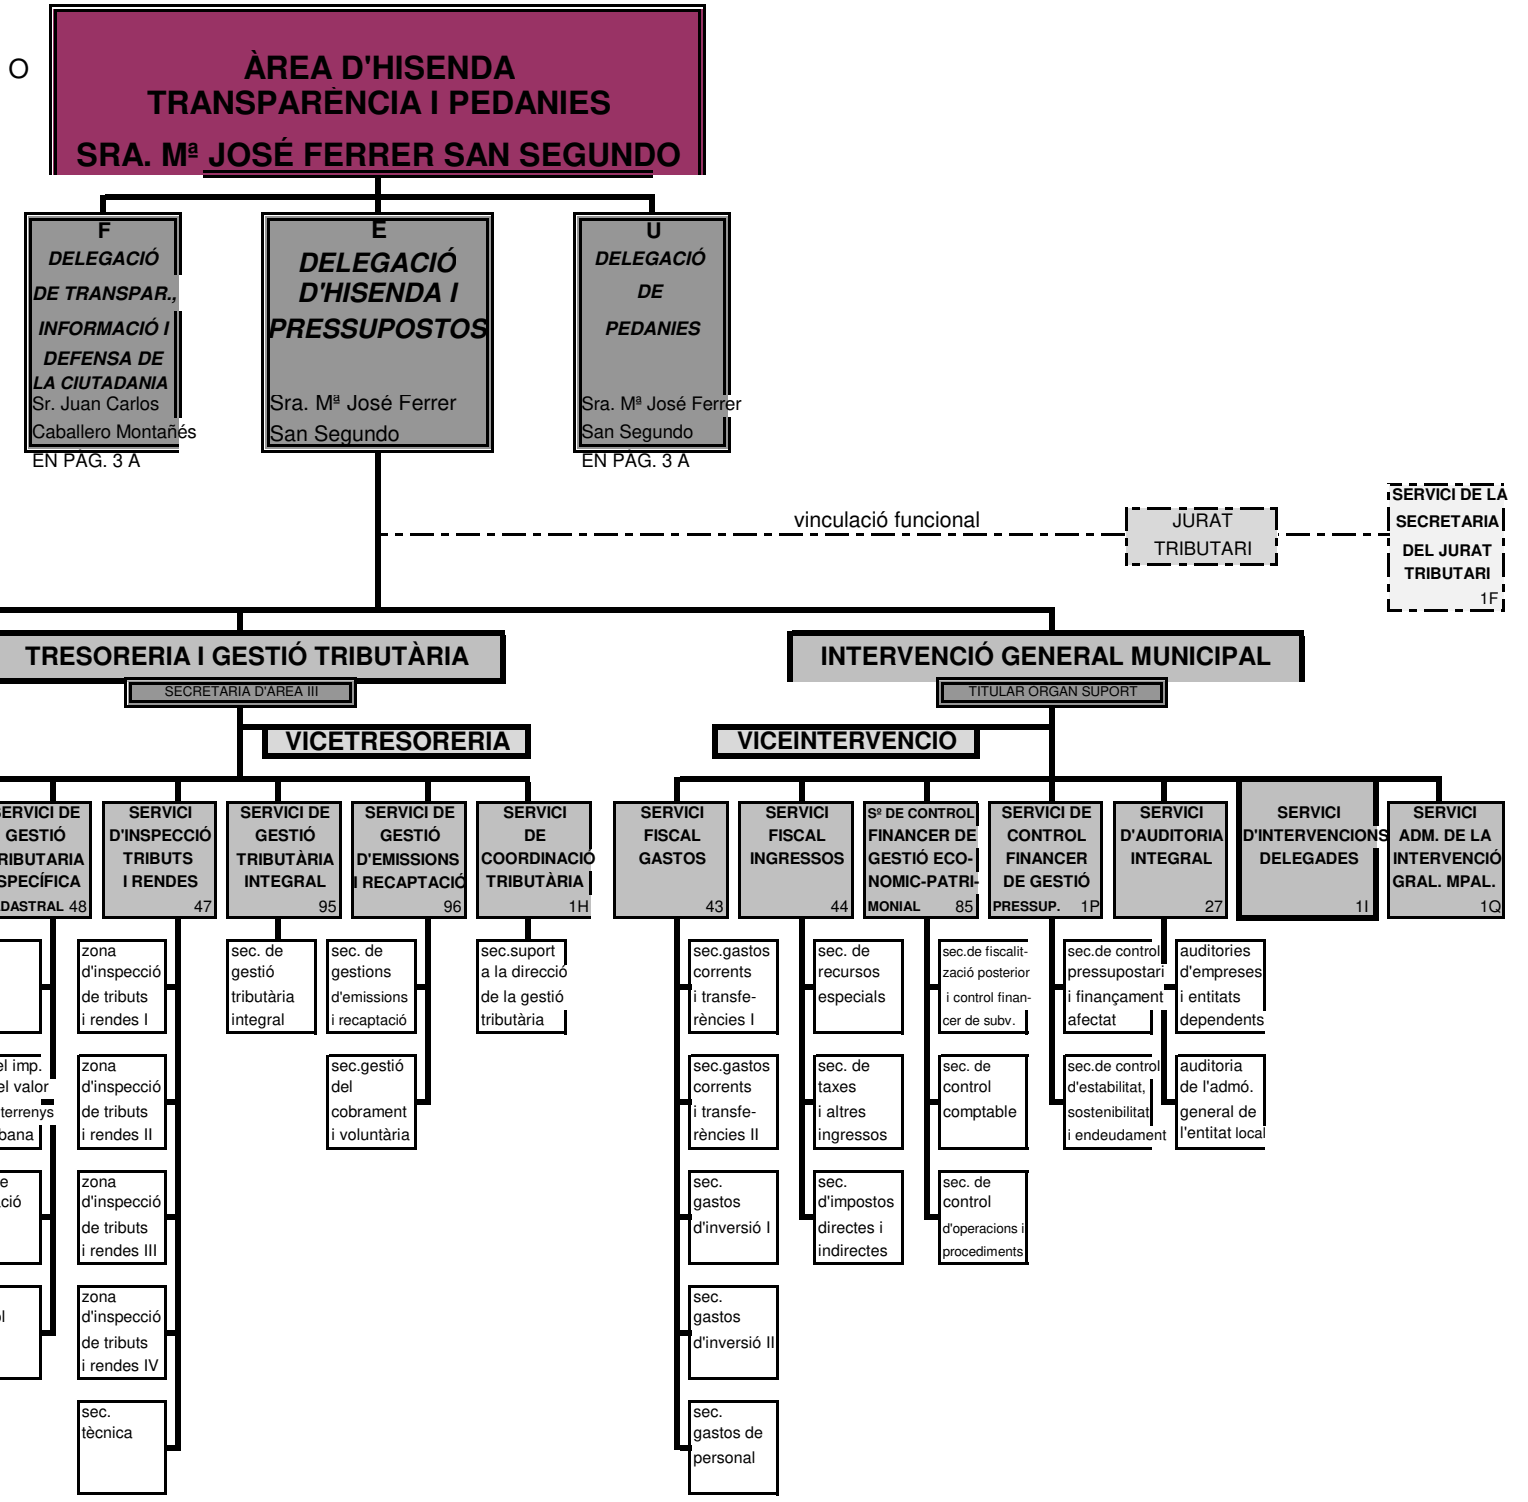 O
ÀREA D'HISENDA
TRANSPARÈNCIA I PEDANIES
SRA. Mª JOSÉ FERRER SAN SEGUNDO
F
DELEGACIÓ
DE TRANSPAR.,
INFORMACIÓ I
DEFENSA DE
LA CIUTADANIA
Sr. Juan Carlos
Caballero Montañés
EN PÀG. 3 A
E
DELEGACIÓ
D'HISENDA I
PRESSUPOSTOS
Sra. Mª José Ferrer
San Segundo
U
DELEGACIÓ
DE
PEDANIES
Sra. Mª José Ferrer
San Segundo
EN PÀG. 3 A
vinculació funcional
JURAT
TRIBUTARI
SERVICI DE LA
SECRETARIA
DEL JURAT
TRIBUTARI
1F
TRESORERIA I GESTIÓ TRIBUTÀRIA
SECRETARIA D'ÀREA III
VICETRESORERIA
INTERVENCIÓ GENERAL MUNICIPAL
TITULAR ORGAN SUPORT
VICEINTERVENCIO
SERVICI DE
GESTIÓ
RIBUTARIA
SPECÍFICA
ADASTRAL 48
SERVICI
D'INSPECCIÓ
TRIBUTS
I RENDES
47
SERVICI DE
GESTIÓ
TRIBUTÀRIA
INTEGRAL
95
SERVICI DE
GESTIÓ
D'EMISSIONS
I RECAPTACIÓ
96
SERVICI
DE
COORDINACIÓ
TRIBUTÀRIA
1H
SERVICI
FISCAL
GASTOS
43
SERVICI
FISCAL
INGRESSOS
44
Sº DE CONTROL
FINANCER DE
GESTIÓ ECO-
NOMIC-PATRI-
MONIAL 85
SERVICI DE
CONTROL
FINANCER
DE GESTIÓ
PRESSUP. 1P
SERVICI
D'AUDITORIA
INTEGRAL
27
SERVICI
D'INTERVENCIONS
DELEGADES
1I
SERVICI
ADM. DE LA
INTERVENCIÓ
GRAL. MPAL.
1Q
el imp.
el valor
terrenys
bana
e
ció
ol
zona
d'inspecció
de tributs
i rendes I
zona
d'inspecció
de tributs
i rendes II
zona
d'inspecció
de tributs
i rendes III
zona
d'inspecció
de tributs
i rendes IV
sec.
tècnica
sec. de
gestió
tributària
integral
sec. de
gestions
d'emissions
i recaptació
sec.gestió
del
cobrament
i voluntària
sec.suport
a la direcció
de la gestió
tributària
sec.gastos
corrents
i transfe-
rències I
sec.gastos
corrents
i transfe-
rències II
sec.
gastos
d'inversió I
sec.
gastos
d'inversió II
sec.
gastos de
personal
sec. de
recursos
especials
sec. de
taxes
i altres
ingressos
sec.
d'impostos
directes i
indirectes
sec.de fiscalit-
zació posterior
i control finan-
cer de subv.
sec. de
control
comptable
sec. de
control
d'operacions i
procediments
sec.de control
pressupostari
i finançament
afectat
sec.de control
d'estabilitat,
sostenibilitat
i endeudament
auditories
d'empreses
i entitats
dependents
auditoria
de l'admó.
general de
l'entitat local